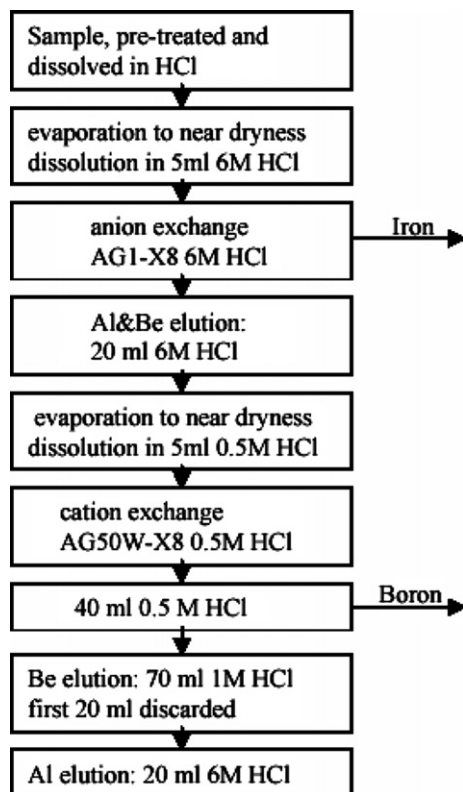 Sample, pre-treated and
dissolved in HCl
evaporation to near dryness
dissolution in 5ml 6M HCl
anion exchange
AG1-X8 6M HCl
Iron
Al&Be elution:
20 ml 6M HCl
evaporation to near dryness
dissolution in 5ml 0.5M HCl
cation exchange
AG50W-X8 0.5M HCl
40 ml 0.5 M HCl
Boron
Be elution: 70 ml 1M HCl
first 20 ml discarded
Al elution: 20 ml 6M HCl